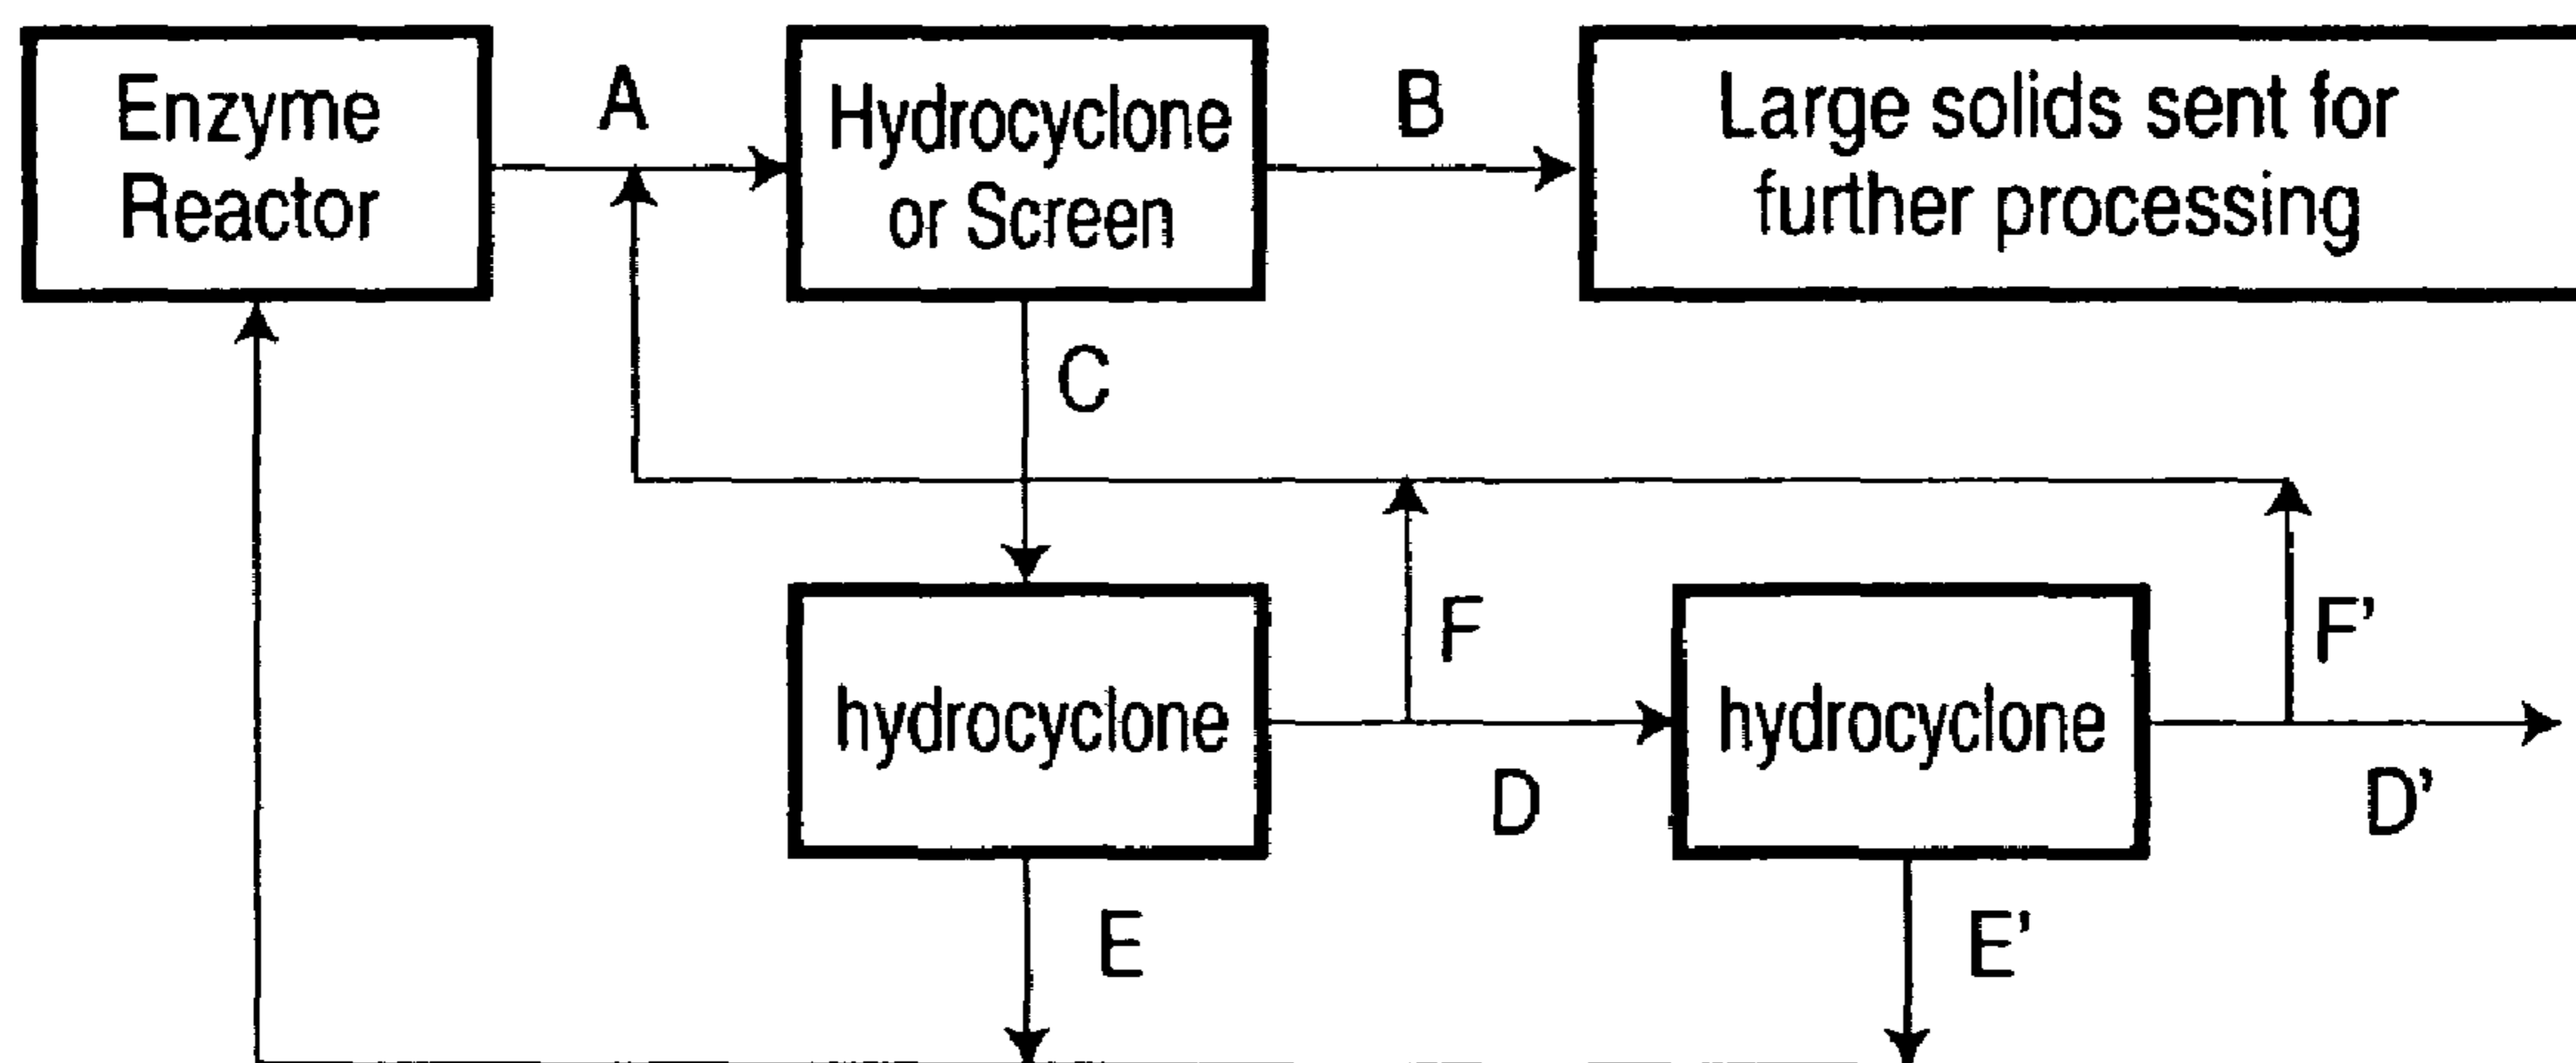 Enzyme
Reactor
A
Hydrocyclone
or Screen
B
Large solids sent for
further processing
C
hydrocyclone
F
D
hydrocyclone
F'
D'
E
E'